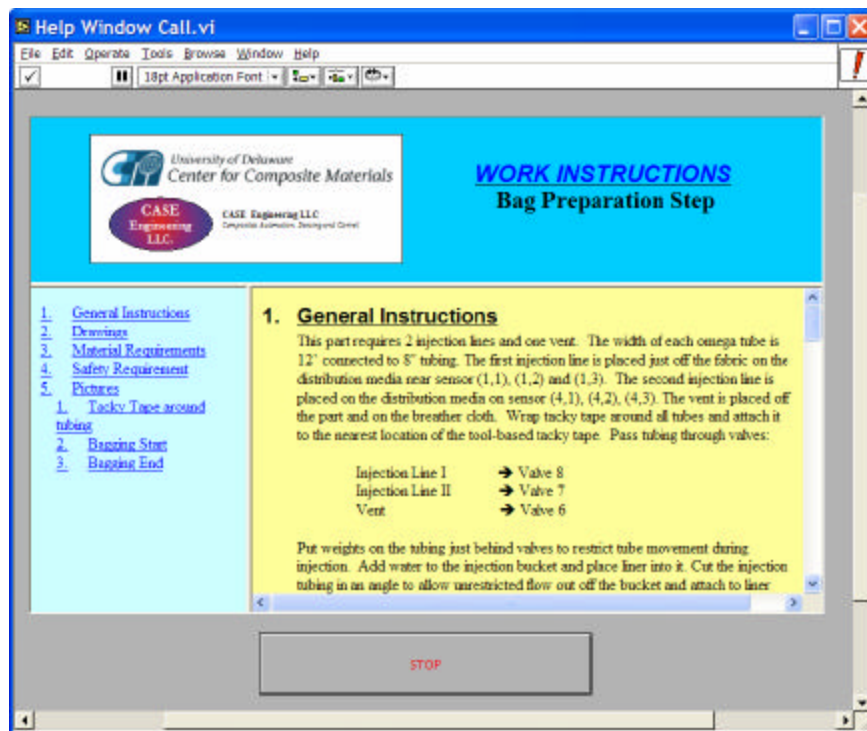 Help Window Call.vi
File Edit Operate Tools Browse Window Help
18pt Application Font
University of Delaware
Center for Composite Materials
CASE
Engineering
LLC.
CASE Engineering LLC
Composites Automation, Sensing and Control
WORK INSTRUCTIONS
Bag Preparation Step
1. General Instructions
2. Drawings
3. Material Requirements
4. Safety Requirement
5. Pictures
1. Tacky Tape around
tubing
2. Bagging Start
3. Bagging End
1. General Instructions
This part requires 2 injection lines and one vent. The width of each omega tube is
12" connected to 8" tubing. The first injection line is placed just off the fabric on the
distribution media near sensor (1,1), (1,2) and (1,3). The second injection line is
placed on the distribution media on sensor (4,1), (4,2), (4,3). The vent is placed off
the part and on the breather cloth. Wrap tacky tape around all tubes and attach it
to the nearest location of the tool-based tacky tape. Pass tubing through valves:
Injection Line I ➔ Valve 8
Injection Line II ➔ Valve 7
Vent ➔ Valve 6
Put weights on the tubing just behind valves to restrict tube movement during
injection. Add water to the injection bucket and place liner into it. Cut the injection
tubing in an angle to allow unrestricted flow out off the bucket and attach to liner
STOP